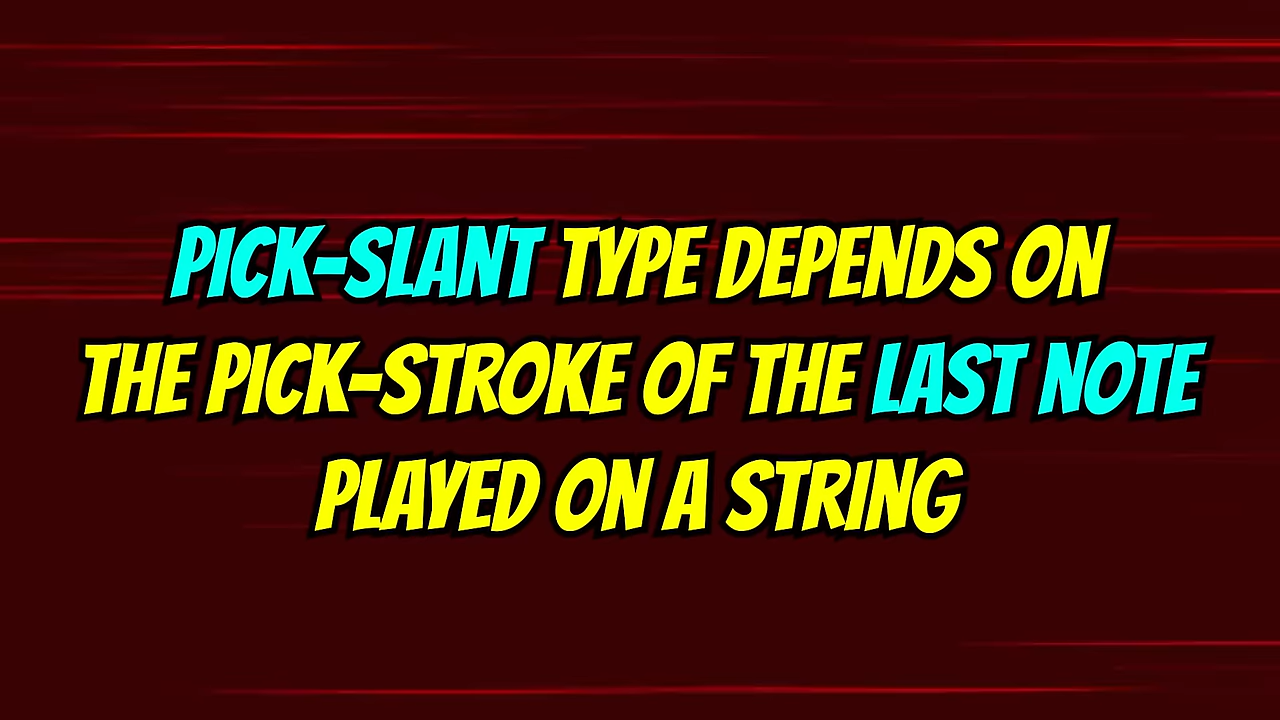 PICK-SLANT TYPE DEPENDS ON
THE PICK-STROKE OF THE LAST NOTE
PLAYED ON A STRING